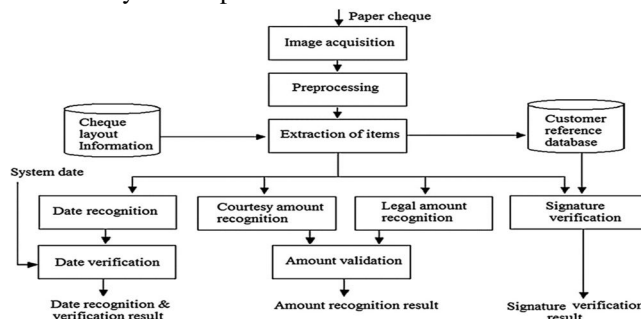 Paper cheque
Image acquisition
Preprocessing
Cheque
layout
Information
Extraction of items
Customer
reference
database
System date
Date recognition
Courtesy amount
recognition
Legal amount
recognition
Signature
verification
Date verification
Amount validation
Date recognition &
verification result
Amount recognition result
Signature verification
result